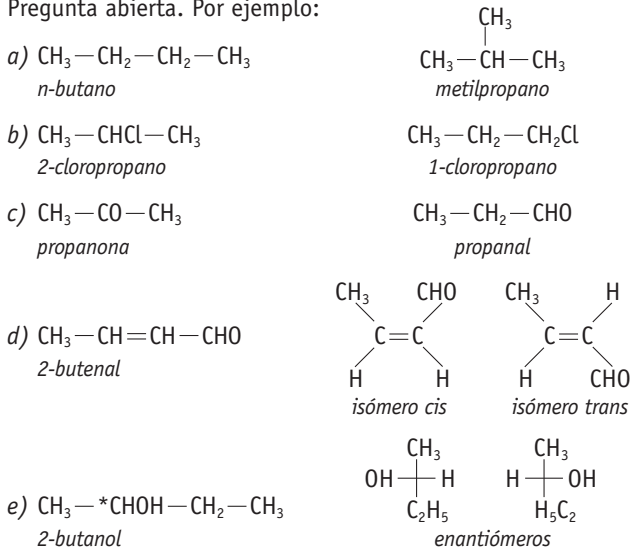 Pregunta abierta. Por ejemplo:
CH₃
a) CH₃—CH₂—CH₂—CH₃ CH₃—CH—CH₃
n-butano metilpropano
b) CH₃—CHCl—CH₃ CH₃—CH₂—CH₂Cl
2-cloropropano 1-cloropropano
c) CH₃—CO—CH₃ CH₃—CH₂—CHO
propanona propanal
CH₃ CHO CH₃ H
d) CH₃—CH=CH—CHO C=C C=C
2-butenal
H H H CHO
isómero cis isómero trans
CH₃ CH₃
OH H H OH
e) CH₃—*CHOH—CH₂—CH₃ C₂H₅ H₅C₂
2-butanol enantiómeros